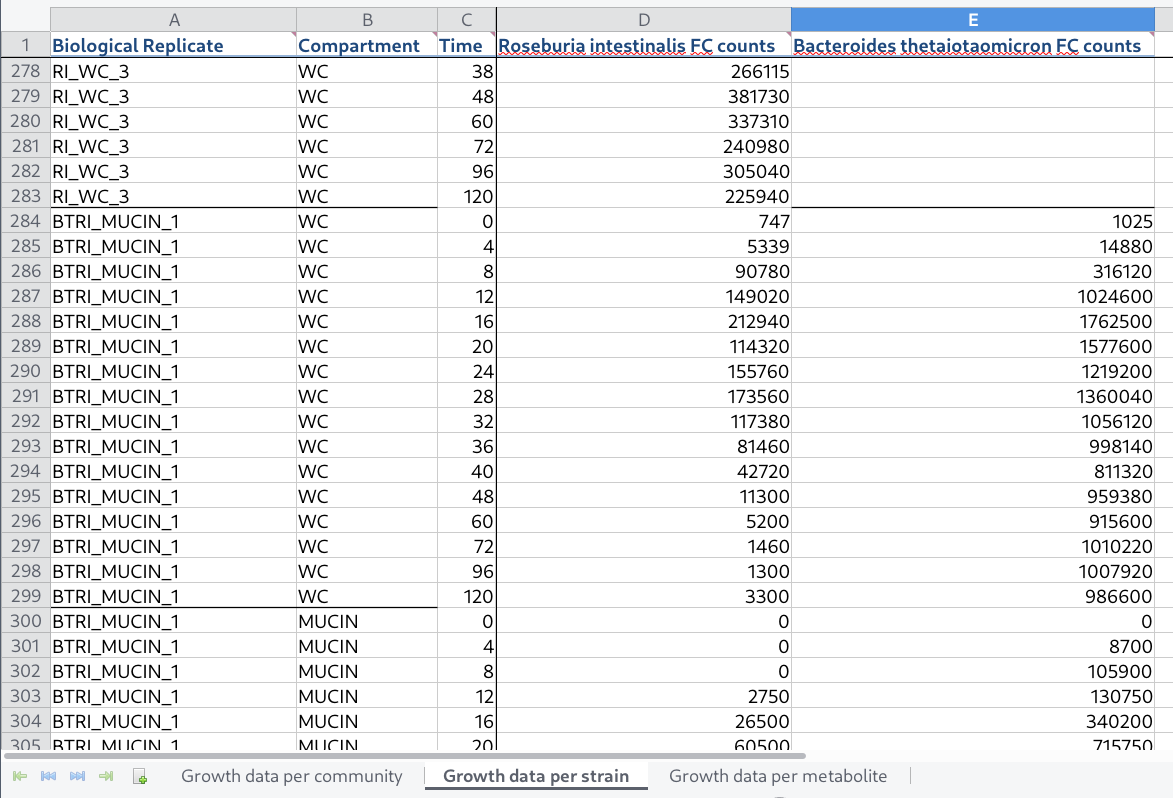 A B C D E
1 Biological Replicate Compartment Time Roseburia intestinalis FC counts Bacteroides thetaiotaomicron FC counts
278 RI_WC_3 WC 38 266115
279 RI_WC_3 WC 48 381730
280 RI_WC_3 WC 60 337310
281 RI_WC_3 WC 72 240980
282 RI_WC_3 WC 96 305040
283 RI_WC_3 WC 120 225940
284 BTRI_MUCIN_1 WC 0 747 1025
285 BTRI_MUCIN_1 WC 4 5339 14880
286 BTRI_MUCIN_1 WC 8 90780 316120
287 BTRI_MUCIN_1 WC 12 149020 1024600
288 BTRI_MUCIN_1 WC 16 212940 1762500
289 BTRI_MUCIN_1 WC 20 114320 1577600
290 BTRI_MUCIN_1 WC 24 155760 1219200
291 BTRI_MUCIN_1 WC 28 173560 1360040
292 BTRI_MUCIN_1 WC 32 117380 1056120
293 BTRI_MUCIN_1 WC 36 81460 998140
294 BTRI_MUCIN_1 WC 40 42720 811320
295 BTRI_MUCIN_1 WC 48 11300 959380
296 BTRI_MUCIN_1 WC 60 5200 915600
297 BTRI_MUCIN_1 WC 72 1460 1010220
298 BTRI_MUCIN_1 WC 96 1300 1007920
299 BTRI_MUCIN_1 WC 120 3300 986600
300 BTRI_MUCIN_1 MUCIN 0 0 0
301 BTRI_MUCIN_1 MUCIN 4 0 8700
302 BTRI_MUCIN_1 MUCIN 8 0 105900
303 BTRI_MUCIN_1 MUCIN 12 2750 130750
304 BTRI_MUCIN_1 MUCIN 16 26500 340200
305 BTRI_MUCIN_1 MUCIN 20 60500 715750
Growth data per community Growth data per strain Growth data per metabolite